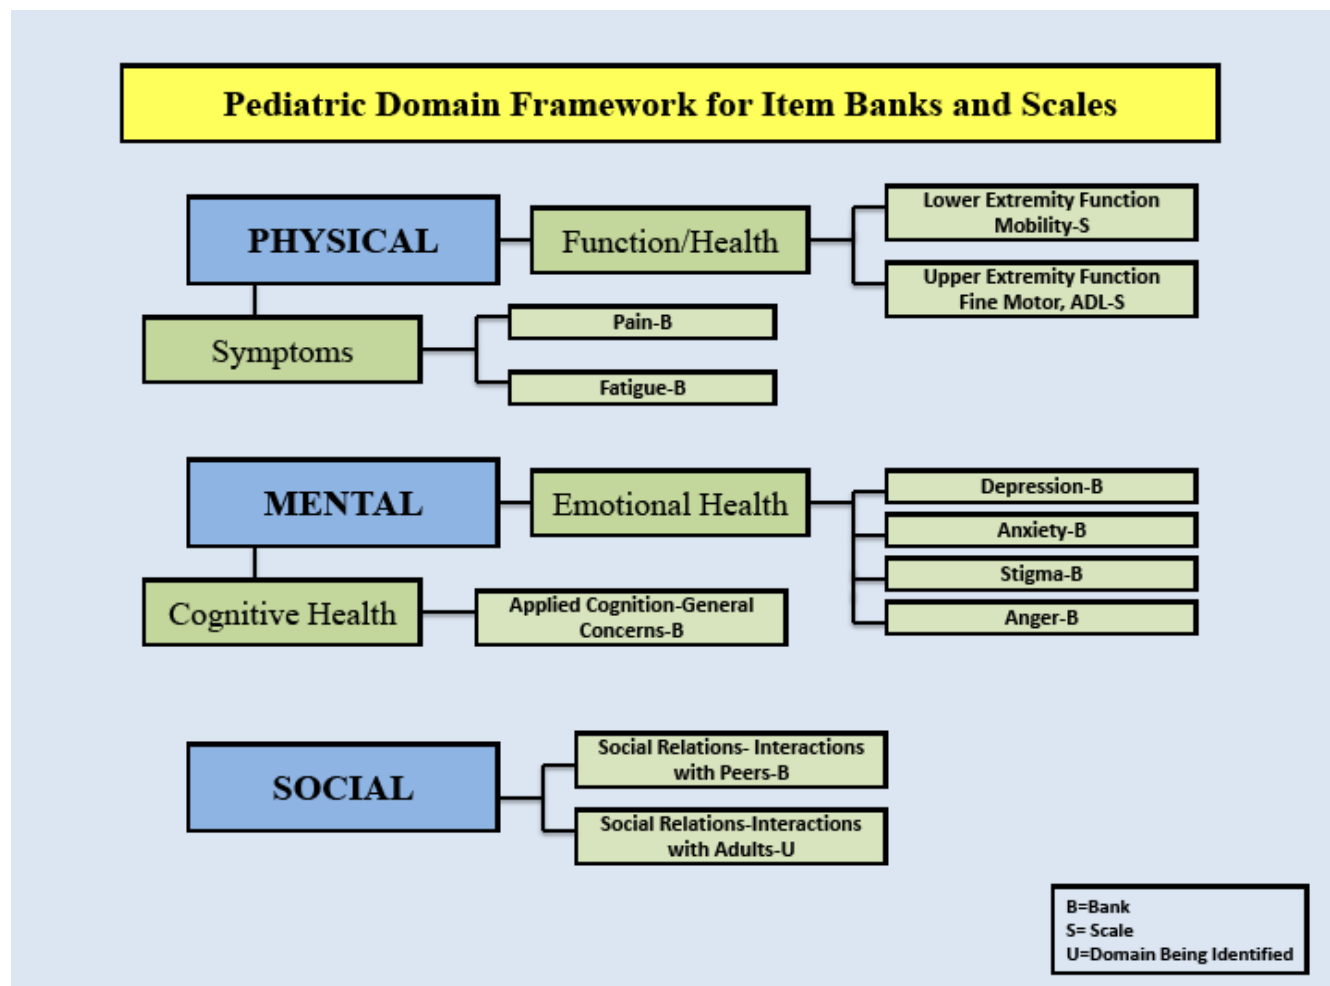 Pediatric Domain Framework for Item Banks and Scales
PHYSICAL
Function/Health
Lower Extremity Function
Mobility-S
Upper Extremity Function
Fine Motor, ADL-S
Symptoms
Pain-B
Fatigue-B
MENTAL
Emotional Health
Depression-B
Anxiety-B
Stigma-B
Anger-B
Cognitive Health
Applied Cognition-General
Concerns-B
SOCIAL
Social Relations- Interactions
with Peers-B
Social Relations-Interactions
with Adults-U
B=Bank
S= Scale
U=Domain Being Identified